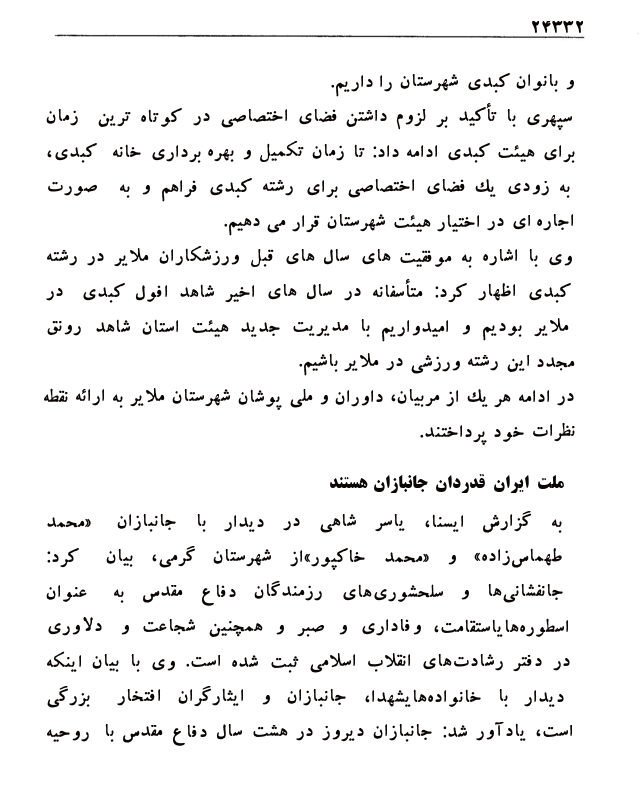 ۲۴۳۳۲
و بانوان کبدی شهرستان را داریم.
سپهری با تأکید بر لزوم داشتن فضای اختصاصی در کوتاه ترین زمان
برای هیئت کبدی ادامه داد: تا زمان تکمیل و بهره برداری خانه کبدی،
به زودی یك فضای اختصاصی برای رشته کبدی فراهم و به صورت
اجاره ای در اختیار هیئت شهرستان قرار می دهیم.
وی با اشاره به موفقیت های سال های قبل ورزشکاران ملایر در رشته
کبدی اظهار کرد: متأسفانه در سال های اخیر شاهد افول کبدی در
ملایر بودیم و امیدواریم با مدیریت جدید هیئت استان شاهد رونق
مجدد این رشته ورزشی در ملایر باشیم.
در ادامه هر یك از مربیان، داوران و ملی پوشان شهرستان ملایر به ارائه نقطه
نظرات خود پرداختند.
ملت ایران قدردان جانبازان هستند
به گزارش ایسنا، یاسر شاهی در دیدار با جانبازان «محمد
طهماس‌زاده» و «محمد خاکپور»از شهرستان گرمی، بیان کرد:
جانفشانی‌ها و سلحشوری‌های رزمندگان دفاع مقدس به عنوان
اسطوره‌هایاستقامت، وفاداری و صبر و همچنین شجاعت و دلاوری
در دفتر رشادت‌های انقلاب اسلامی ثبت شده است. وی با بیان اینکه
دیدار با خانواده‌هایشهدا، جانبازان و ایثارگران افتخار بزرگی
است، یادآور شد: جانبازان دیروز در هشت سال دفاع مقدس با روحیه